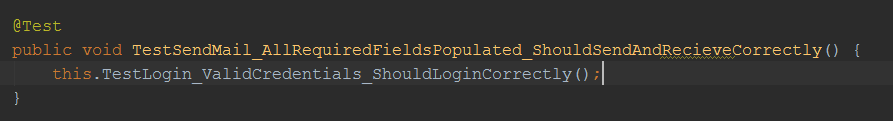 @Test
public void TestSendMail_AllRequiredFieldsPopulated_ShouldSendAndRecieveCorrectly() {
    this.TestLogin_ValidCredentials_ShouldLoginCorrectly();
}